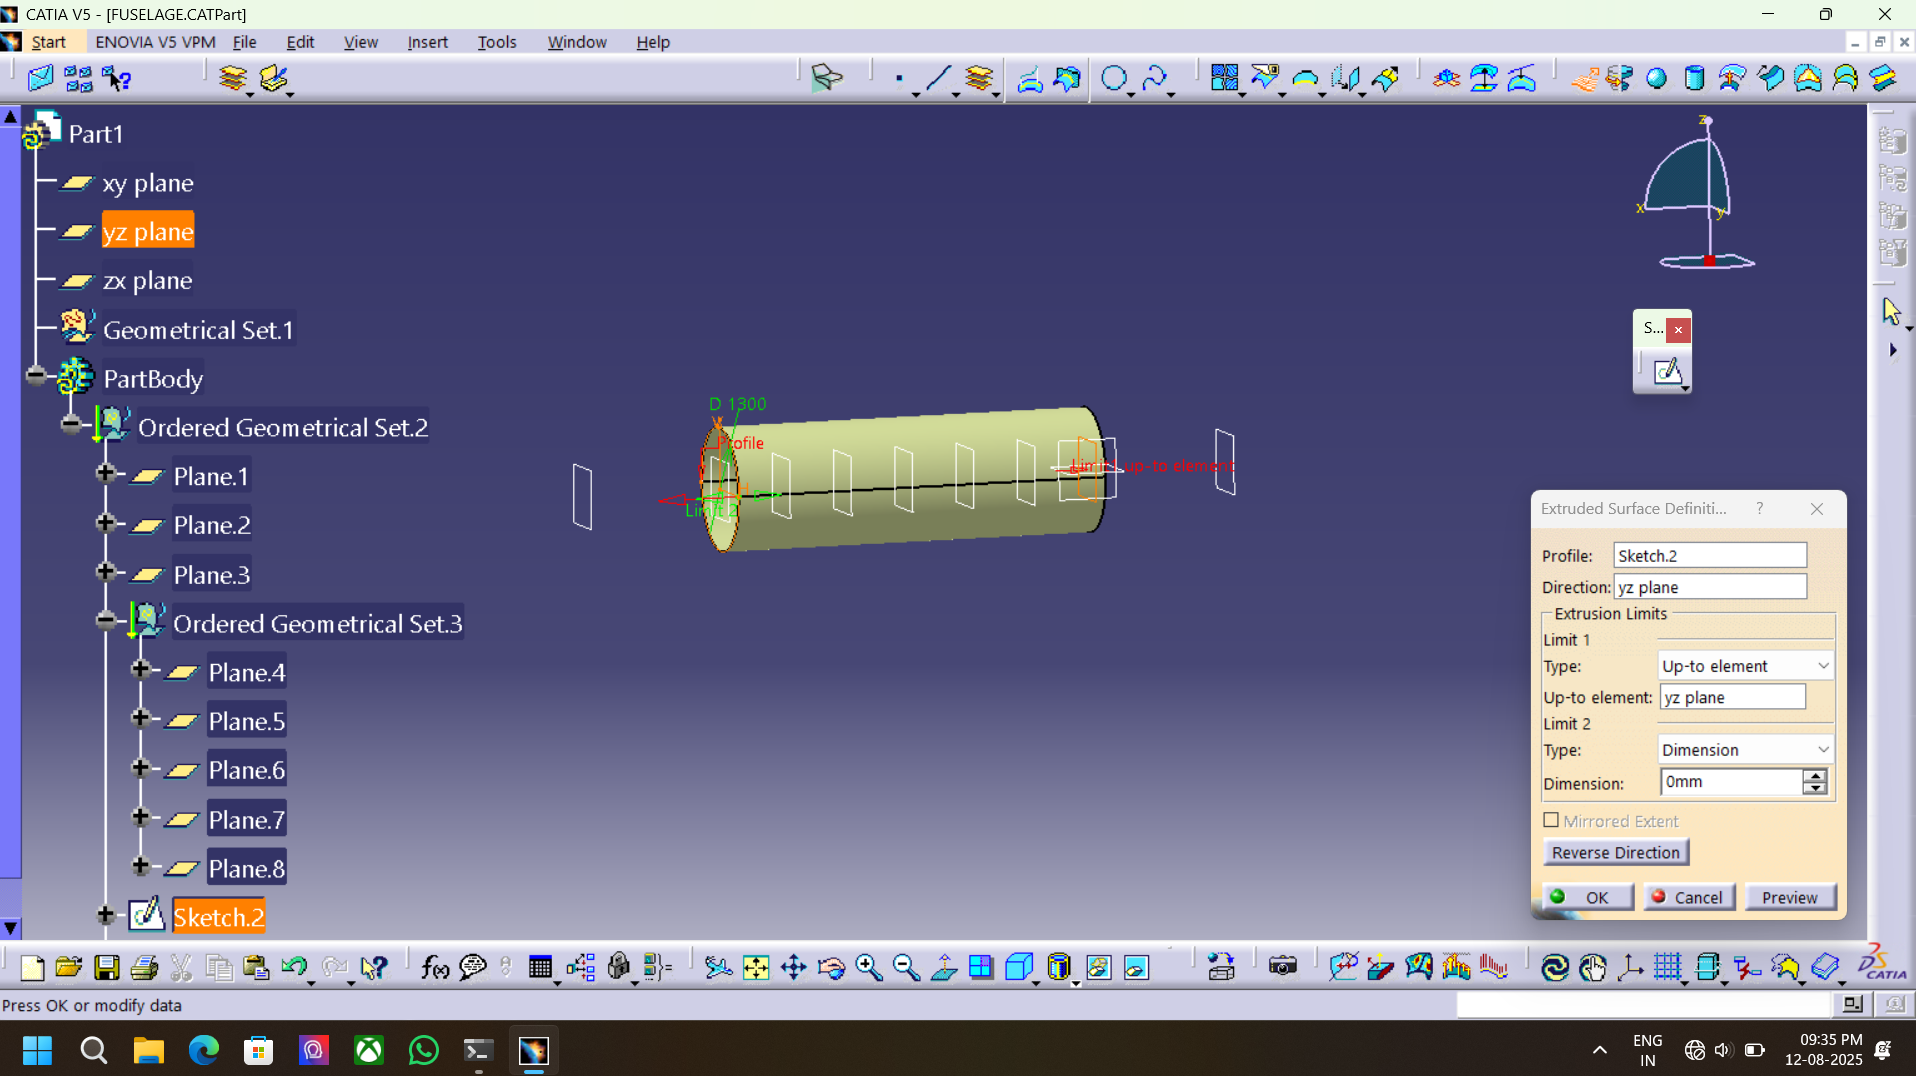 CATIA V5 - [FUSELAGE.CATPart]
Start ENOVIA V5 VPM File Edit View Insert Tools Window Help
Part1
xy plane
yz plane
zx plane
Geometrical Set.1
PartBody
Ordered Geometrical Set.2
Plane.1
Plane.2
Plane.3
Ordered Geometrical Set.3
Plane.4
Plane.5
Plane.6
Plane.7
Plane.8
Sketch.2
D 1300
Profile
Limit 2
z
x
y
S...
Extruded Surface Definiti... ?
Profile: Sketch.2
Direction: yz plane
Extrusion Limits
Limit 1
Type: Up-to element
Up-to element: yz plane
Limit 2
Type: Dimension
Dimension: 0mm
Mirrored Extent
Reverse Direction
OK Cancel Preview
f(x)
CATIA
Press OK or modify data
ENG
IN
09:35 PM
12-08-2025